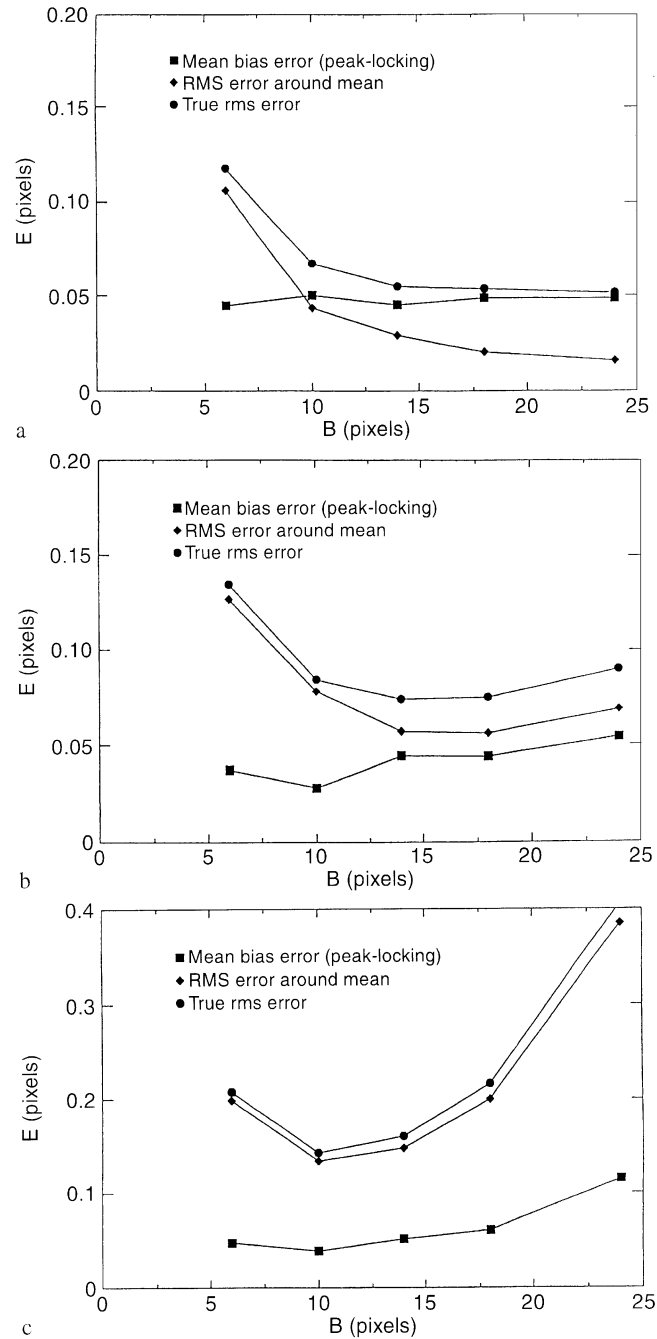 0.20
■ Mean bias error (peak-locking)
◆ RMS error around mean
● True rms error
0.15
0.10
0.05
0
E (pixels)
0 5 10 15 20 25
B (pixels)
a
0.20
■ Mean bias error (peak-locking)
◆ RMS error around mean
● True rms error
0.15
0.10
0.05
0
E (pixels)
0 5 10 15 20 25
B (pixels)
b
0.4
■ Mean bias error (peak-locking)
◆ RMS error around mean
● True rms error
0.3
0.2
0.1
0
E (pixels)
0 5 10 15 20 25
B (pixels)
c